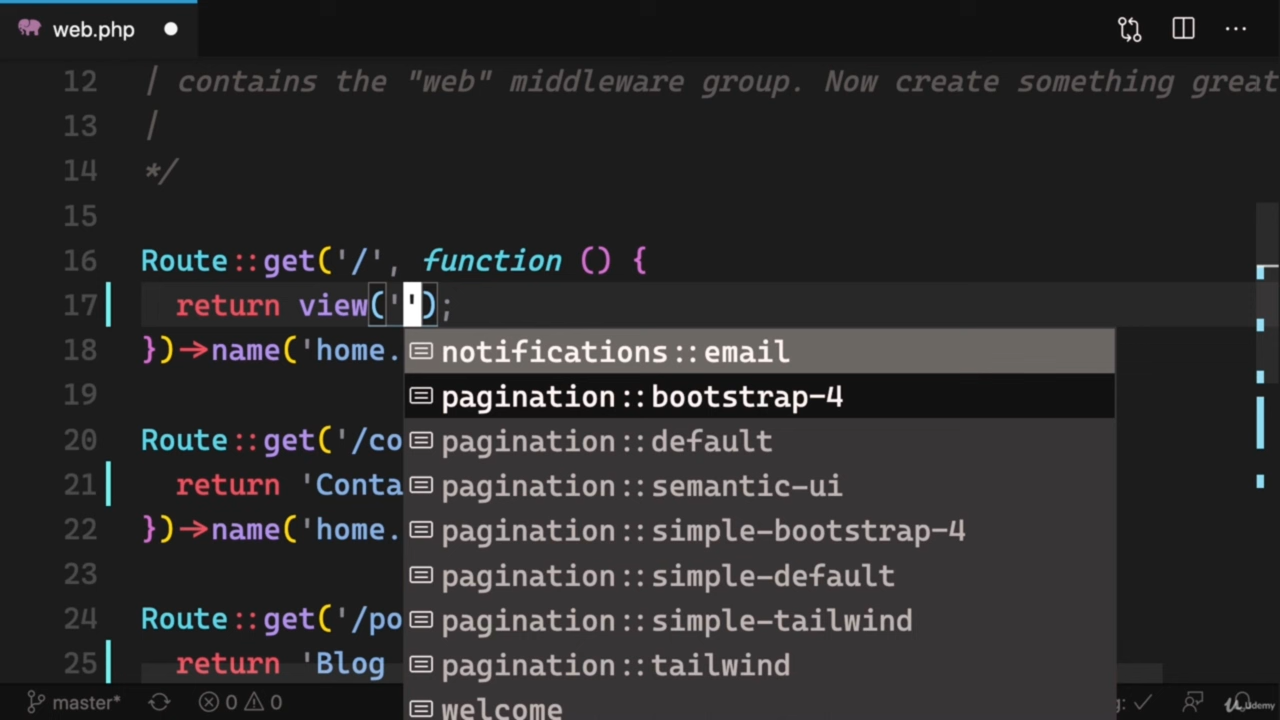 web.php
12 | contains the "web" middleware group. Now create something great
13 |
14 */
15
16 Route::get('/', function () {
17 return view('');
18 })->name('home.
notifications::email
19
pagination::bootstrap-4
20 Route::get('/co
pagination::default
21 return 'Conta
pagination::semantic-ui
22 })->name('home.
pagination::simple-bootstrap-4
23
pagination::simple-default
24 Route::get('/po
pagination::simple-tailwind
25 return 'Blog
pagination::tailwind
welcome
master* 0 0 g: Udemy